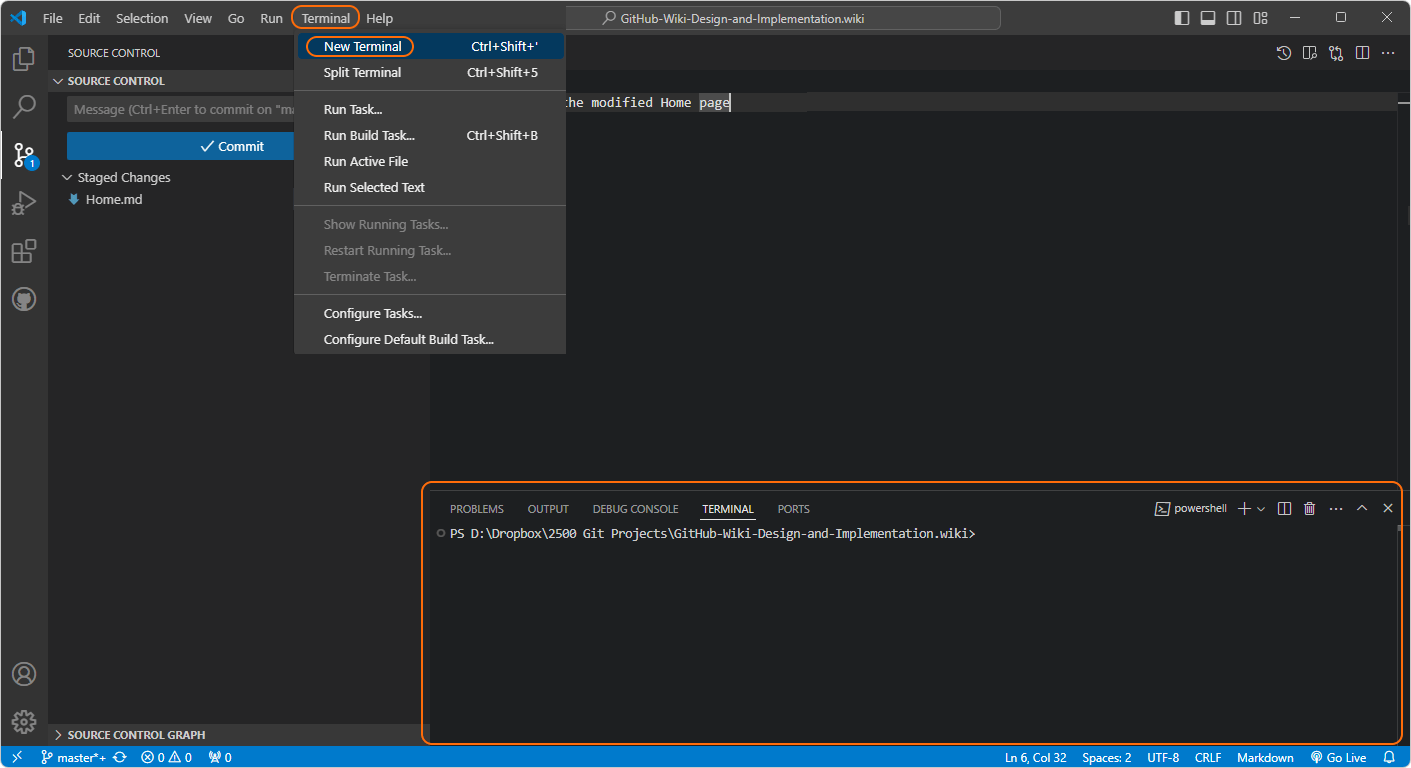 File Edit Selection View Go Run Terminal Help
GitHub-Wiki-Design-and-Implementation.wiki
SOURCE CONTROL
SOURCE CONTROL
Message (Ctrl+Enter to commit on "ma
Commit
1
Staged Changes
Home.md
New Terminal Ctrl+Shift+'
Split Terminal Ctrl+Shift+5
Run Task...
Run Build Task... Ctrl+Shift+B
Run Active File
Run Selected Text
Show Running Tasks...
Restart Running Task...
Terminate Task...
Configure Tasks...
Configure Default Build Task...
the modified Home page
PROBLEMS OUTPUT DEBUG CONSOLE TERMINAL PORTS powershell
PS D:\Dropbox\2500 Git Projects\GitHub-Wiki-Design-and-Implementation.wiki>
SOURCE CONTROL GRAPH
master*+ 0 0 0 Ln 6, Col 32 Spaces: 2 UTF-8 CRLF Markdown Go Live